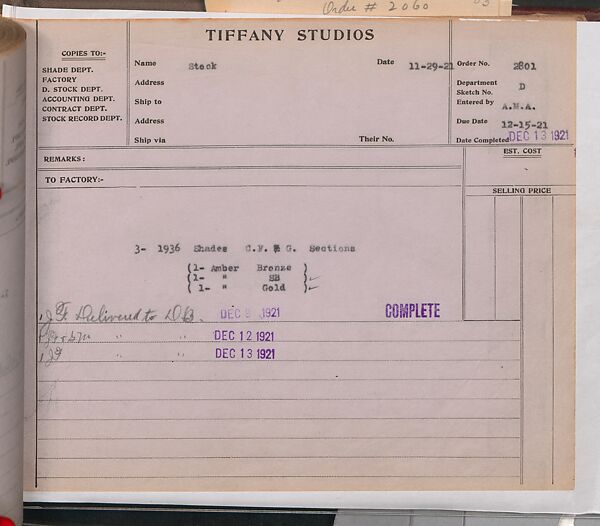 Order # 2060
TIFFANY STUDIOS
COPIES TO:-
SHADE DEPT.
FACTORY
D. STOCK DEPT.
ACCOUNTING DEPT.
CONTRACT DEPT.
STOCK RECORD DEPT.
Name Stock Date 11-29-21
Address
Ship to
Address
Ship via Their No.
Order No. 2801
Department D
Sketch No.
Entered by A.M.A.
Due Date 12-15-21
Date Completed DEC 13 1921
REMARKS:
EST. COST
TO FACTORY:-
SELLING PRICE
3- 1936 Shades C.F. & G. Sections
(1- Amber Bronze )
(1- " SB )
( 1- " Gold )
Delivered to DB. DEC 1921 COMPLETE
" " DEC 12 1921
" " DEC 13 1921